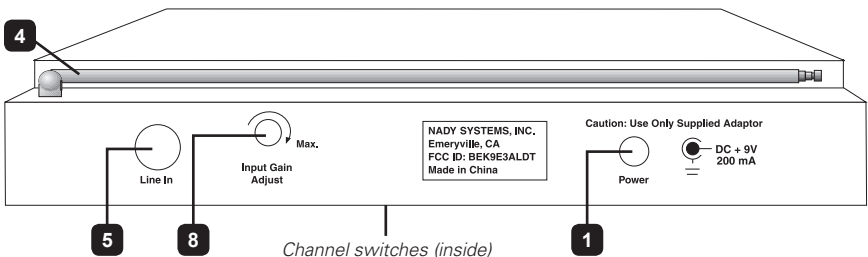 4
NADY SYSTEMS, INC.
Emeryville, CA
FCC ID: BEK9E3ALDT
Made in China
Caution: Use Only Supplied Adaptor
Max.
DC + 9V
200 mA
Line In
Input Gain
Adjust
Power
5
8
Channel switches (inside)
1